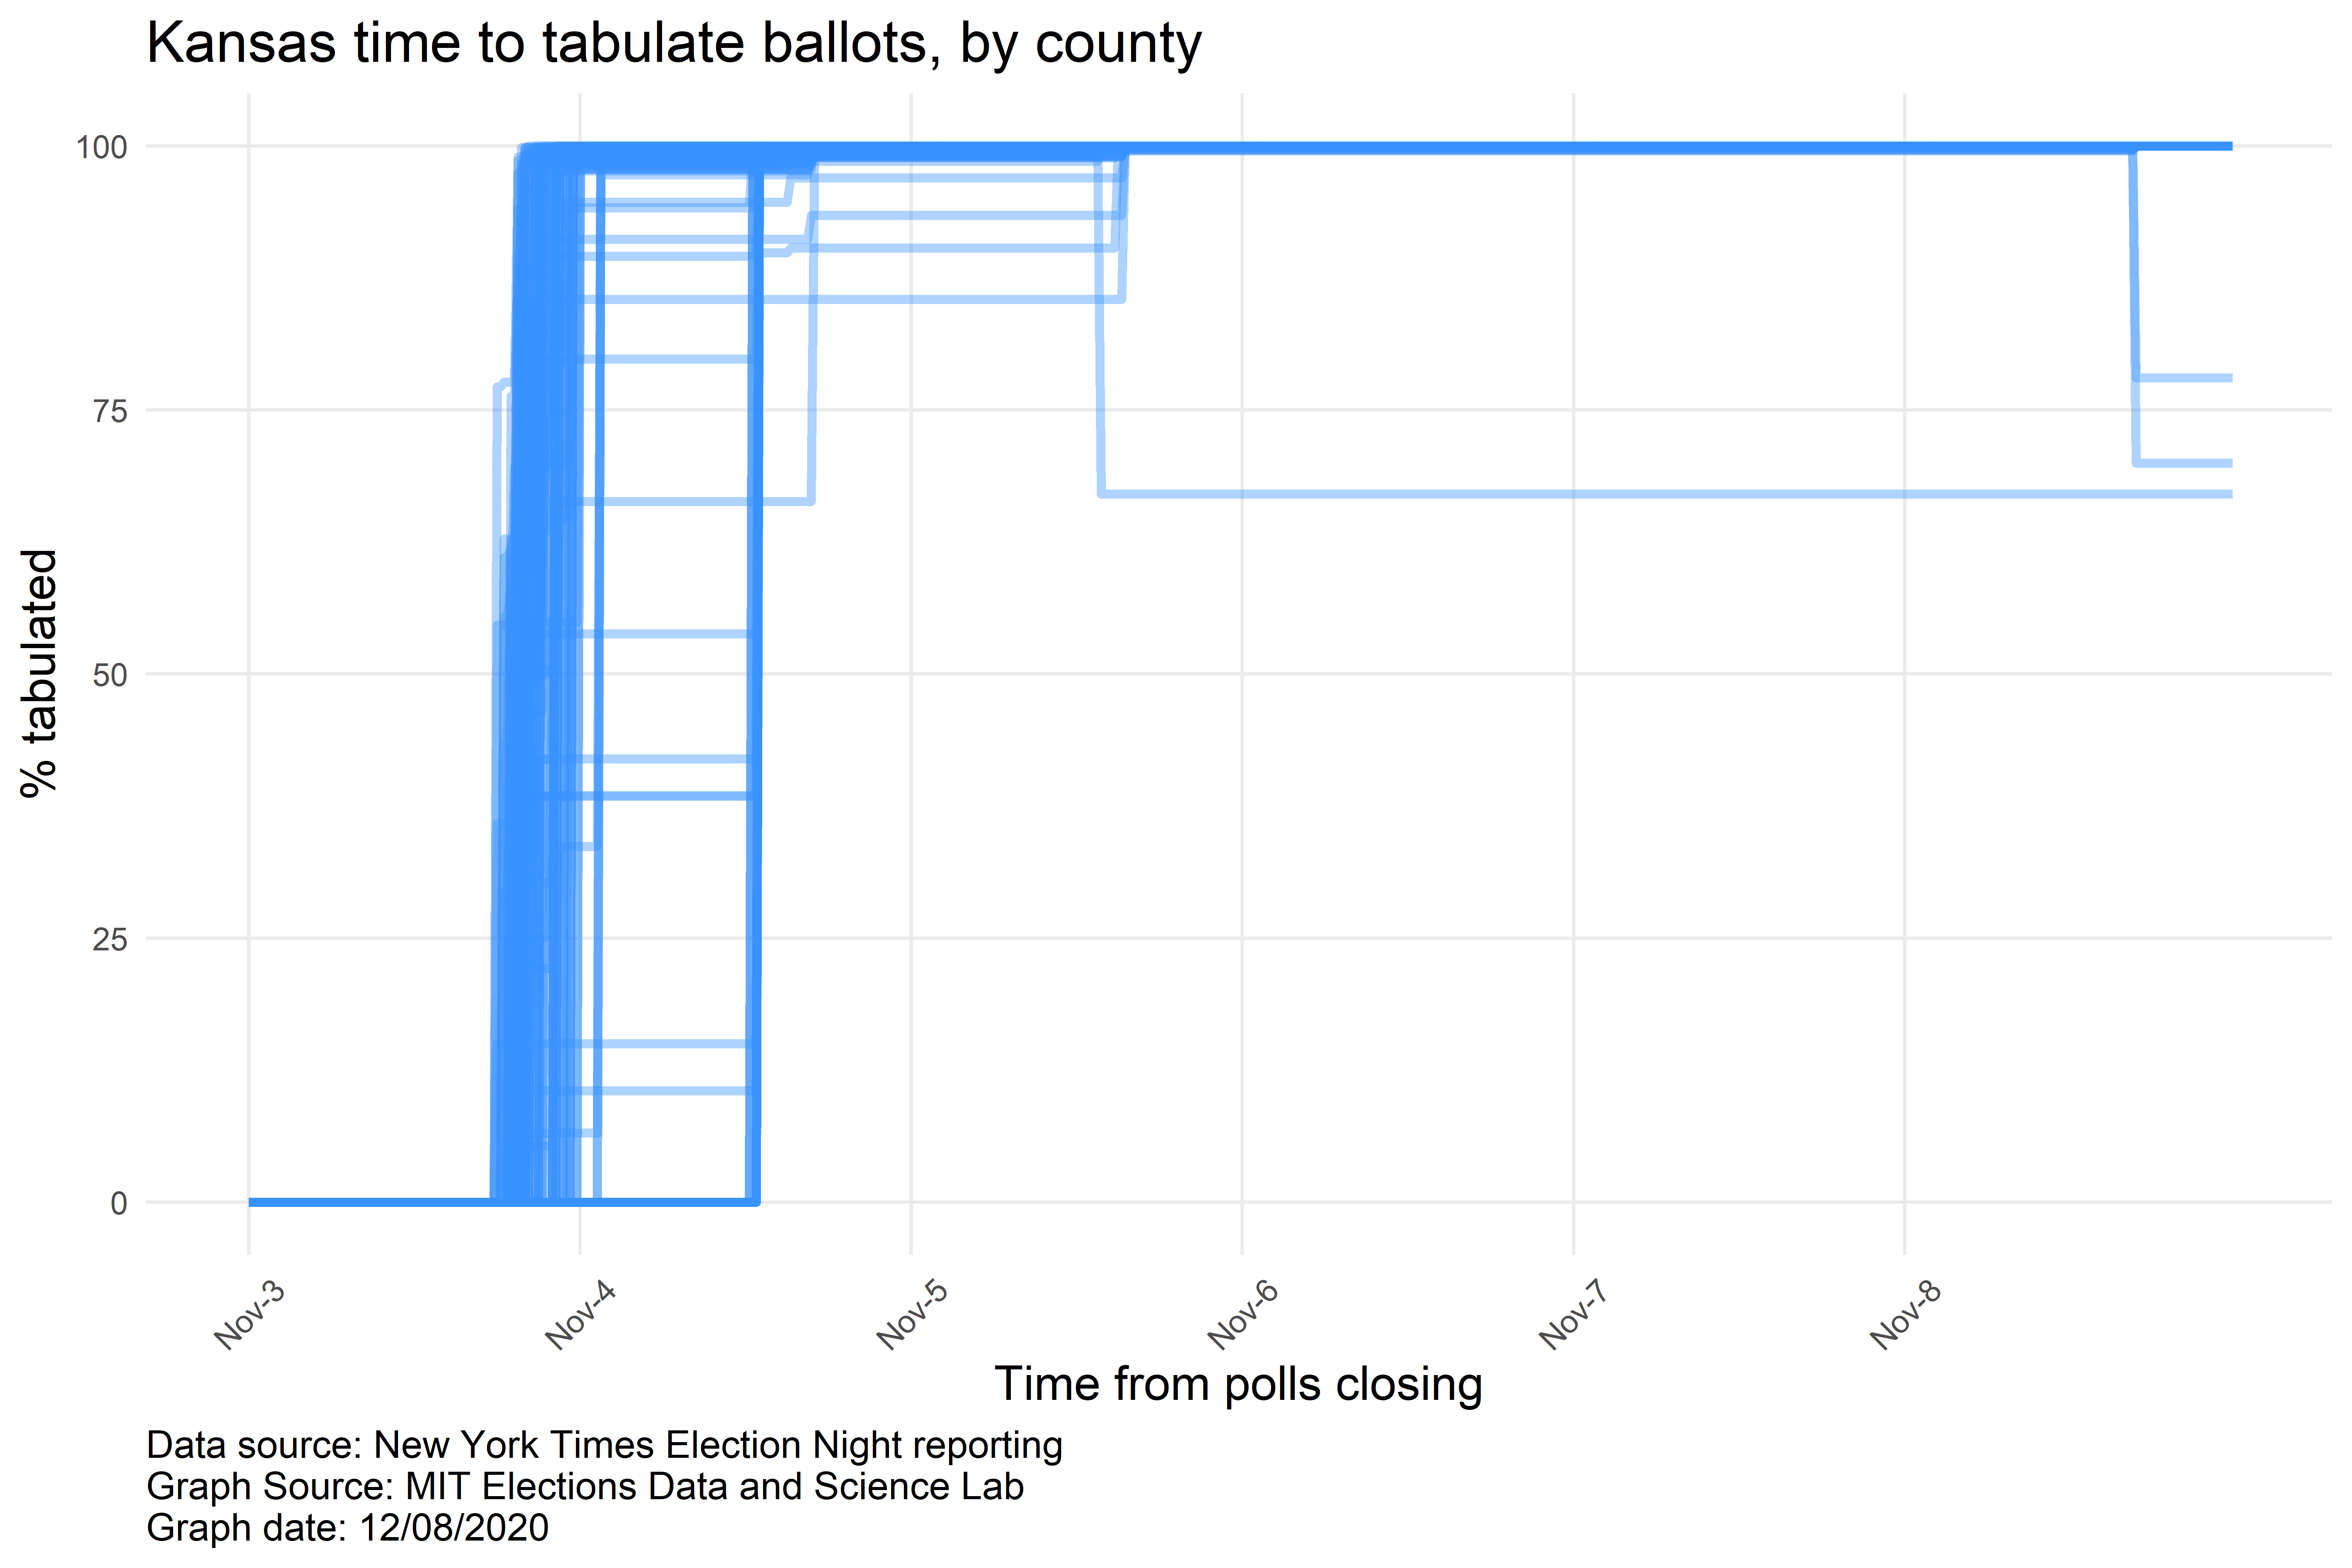 Kansas time to tabulate ballots, by county
100
75
50
25
0
% tabulated
Nov-3
Nov-4
Nov-5
Nov-6
Nov-7
Nov-8
Time from polls closing
Data source: New York Times Election Night reporting
Graph Source: MIT Elections Data and Science Lab
Graph date: 12/08/2020